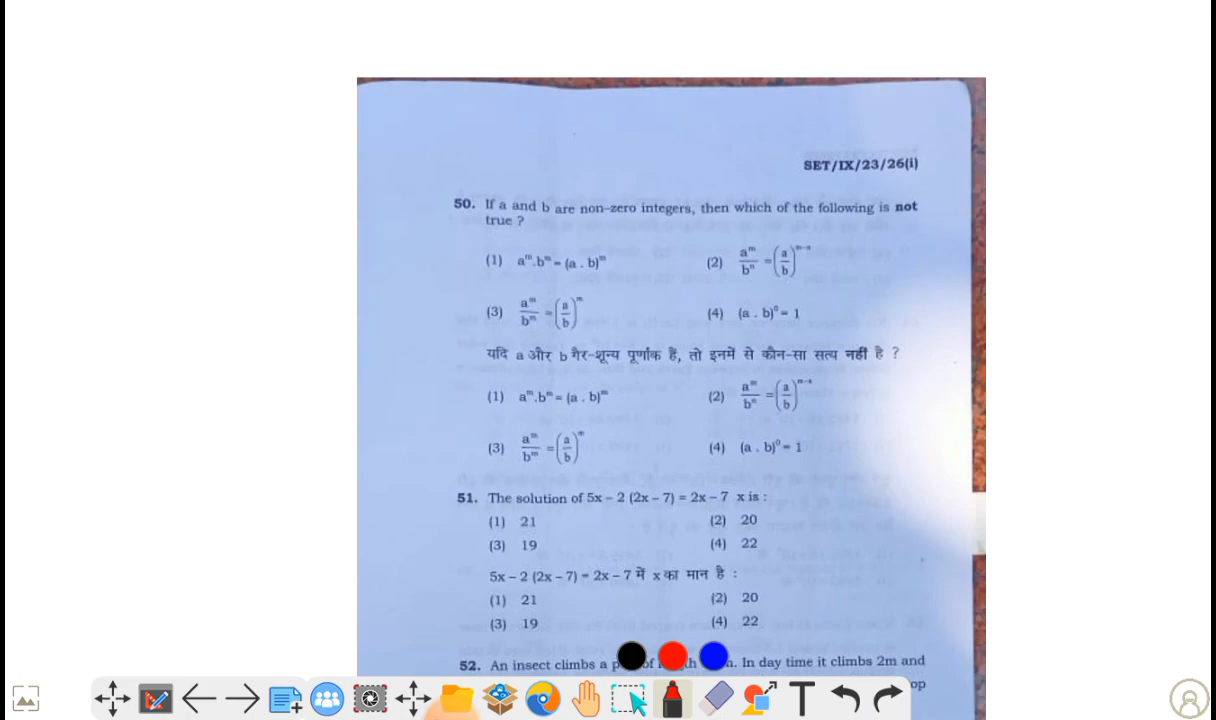 SET/IX/23/26(i)
50. If a and b are non-zero integers, then which of the following is not
true ?
(1) aᵐ.bᵐ = (a . b)ᵐ (2) aᵐ/bⁿ = (a/b)ᵐ⁻ⁿ
(3) aᵐ/bᵐ = (a/b)ᵐ (4) (a . b)⁰ = 1
यदि a और b गैर-शून्य पूर्णांक हैं, तो इनमें से कौन-सा सत्य नहीं है ?
(1) aᵐ.bᵐ = (a . b)ᵐ (2) aᵐ/bⁿ = (a/b)ᵐ⁻ⁿ
(3) aᵐ/bᵐ = (a/b)ᵐ (4) (a . b)⁰ = 1
51. The solution of 5x – 2 (2x – 7) = 2x – 7 x is :
(1) 21 (2) 20
(3) 19 (4) 22
5x – 2 (2x – 7) = 2x – 7 में x का मान है :
(1) 21 (2) 20
(3) 19 (4) 22
52. An insect climbs a of . In day time it climbs 2m and